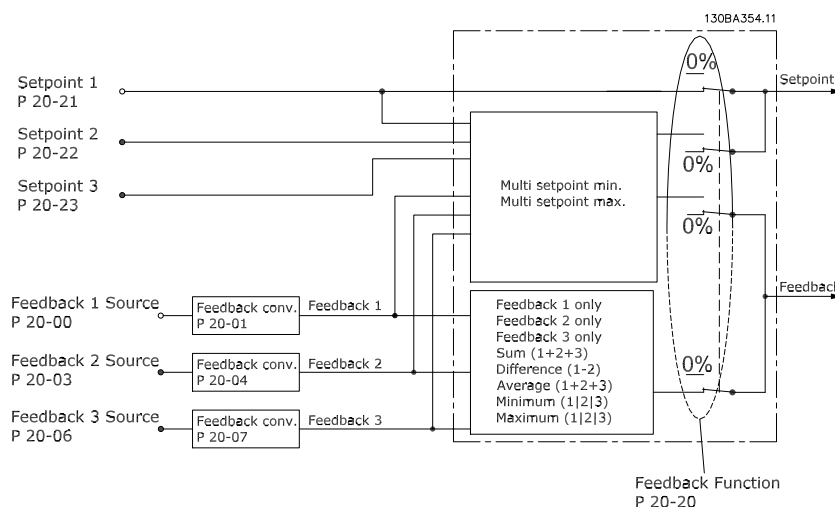 130BA354.11
Setpoint 1
P 20-21
Setpoint 2
P 20-22
Setpoint 3
P 20-23
0%
Setpoint
0%
Multi setpoint min.
Multi setpoint max.
0%
Feedback 1 Source
P 20-00
Feedback conv.
P 20-01
Feedback 1
Feedback 2 Source
P 20-03
Feedback conv.
P 20-04
Feedback 2
Feedback 3 Source
P 20-06
Feedback conv.
P 20-07
Feedback 3
Feedback 1 only
Feedback 2 only
Feedback 3 only
Sum (1+2+3)
Difference (1-2)
Average (1+2+3)
Minimum (1|2|3)
Maximum (1|2|3)
0%
Feedback
Feedback Function
P 20-20